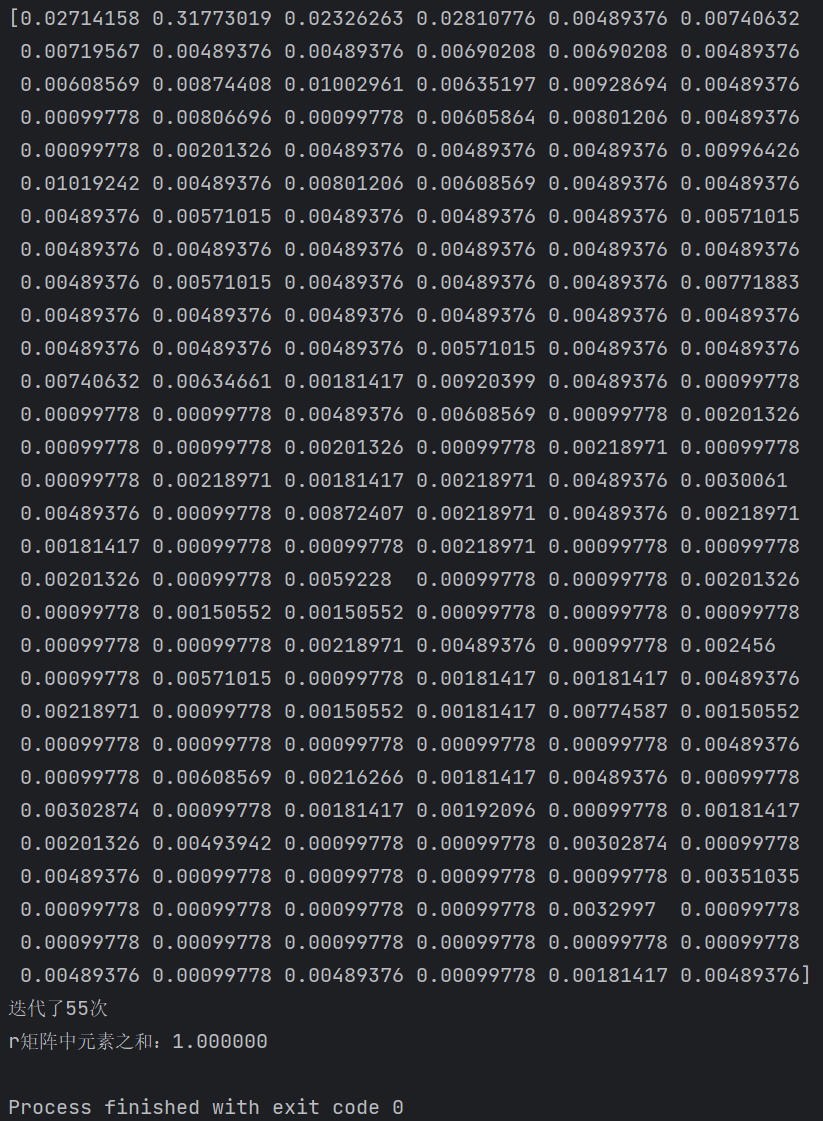 [0.02714158 0.31773019 0.02326263 0.02810776 0.00489376 0.00740632
0.00719567 0.00489376 0.00489376 0.00690208 0.00690208 0.00489376
0.00608569 0.00874408 0.01002961 0.00635197 0.00928694 0.00489376
0.00099778 0.00806696 0.00099778 0.00605864 0.00801206 0.00489376
0.00099778 0.00201326 0.00489376 0.00489376 0.00489376 0.00996426
0.01019242 0.00489376 0.00801206 0.00608569 0.00489376 0.00489376
0.00489376 0.00571015 0.00489376 0.00489376 0.00489376 0.00571015
0.00489376 0.00489376 0.00489376 0.00489376 0.00489376 0.00489376
0.00489376 0.00571015 0.00489376 0.00489376 0.00489376 0.00771883
0.00489376 0.00489376 0.00489376 0.00489376 0.00489376 0.00489376
0.00489376 0.00489376 0.00489376 0.00571015 0.00489376 0.00489376
0.00740632 0.00634661 0.00181417 0.00920399 0.00489376 0.00099778
0.00099778 0.00099778 0.00489376 0.00608569 0.00099778 0.00201326
0.00099778 0.00099778 0.00201326 0.00099778 0.00218971 0.00099778
0.00099778 0.00218971 0.00181417 0.00218971 0.00489376 0.0030061
0.00489376 0.00099778 0.00872407 0.00218971 0.00489376 0.00218971
0.00181417 0.00099778 0.00099778 0.00218971 0.00099778 0.00099778
0.00201326 0.00099778 0.0059228  0.00099778 0.00099778 0.00201326
0.00099778 0.00150552 0.00150552 0.00099778 0.00099778 0.00099778
0.00099778 0.00099778 0.00218971 0.00489376 0.00099778 0.002456
0.00099778 0.00571015 0.00099778 0.00181417 0.00181417 0.00489376
0.00218971 0.00099778 0.00150552 0.00181417 0.00774587 0.00150552
0.00099778 0.00099778 0.00099778 0.00099778 0.00099778 0.00489376
0.00099778 0.00608569 0.00216266 0.00181417 0.00489376 0.00099778
0.00302874 0.00099778 0.00181417 0.00192096 0.00099778 0.00181417
0.00201326 0.00493942 0.00099778 0.00099778 0.00302874 0.00099778
0.00489376 0.00099778 0.00099778 0.00099778 0.00099778 0.00351035
0.00099778 0.00099778 0.00099778 0.00099778 0.0032997  0.00099778
0.00099778 0.00099778 0.00099778 0.00099778 0.00099778 0.00099778
0.00489376 0.00099778 0.00489376 0.00099778 0.00181417 0.00489376]
迭代了55次
r矩阵中元素之和：1.000000
Process finished with exit code 0